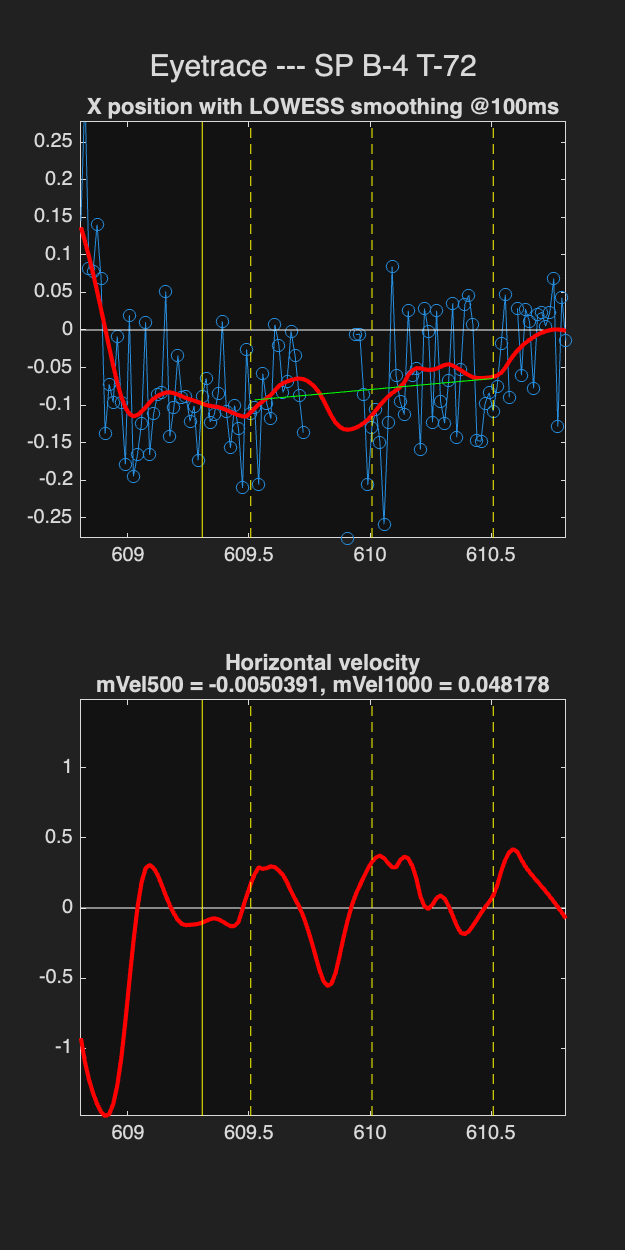 Eyetrace --- SP B-4 T-72
X position with LOWESS smoothing @100ms
0.25
0.2
0.15
0.1
0.05
0
-0.05
-0.1
-0.15
-0.2
-0.25
609 609.5 610 610.5
Horizontal velocity
mVel500 = -0.0050391, mVel1000 = 0.048178
1
0.5
0
-0.5
-1
609 609.5 610 610.5